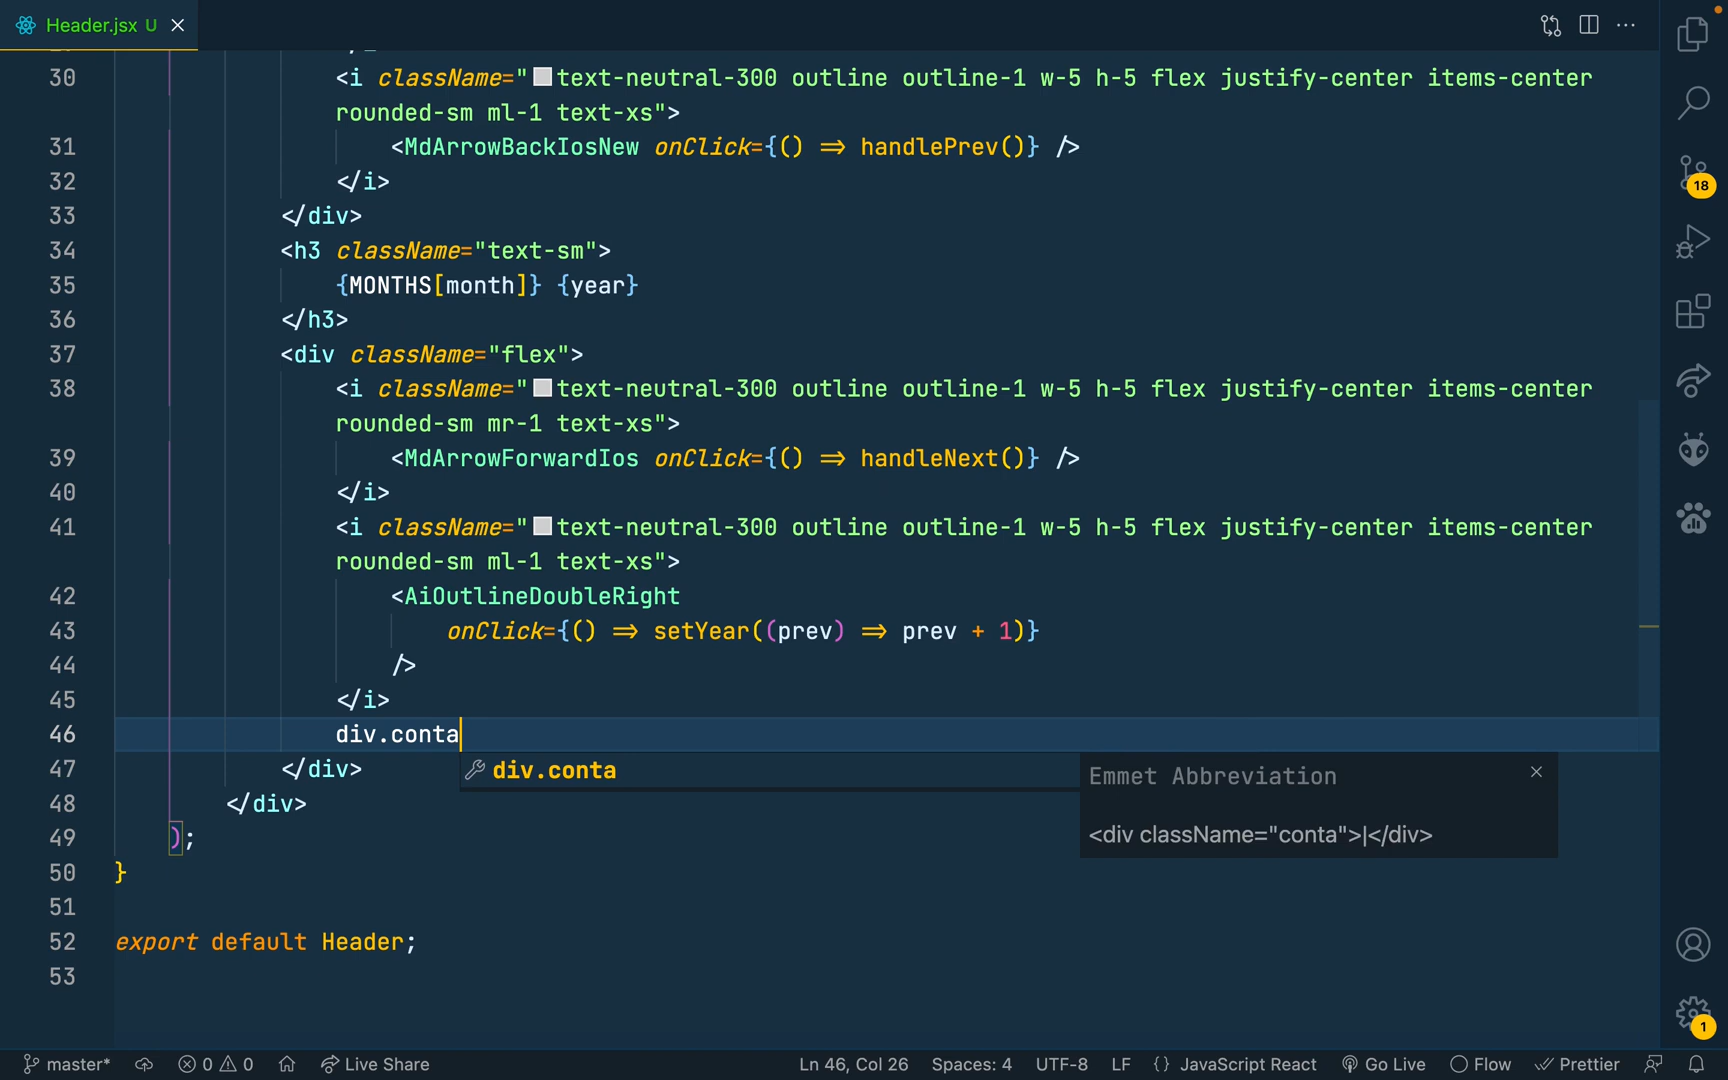 Header.jsx U
30 <i className="text-neutral-300 outline outline-1 w-5 h-5 flex justify-center items-center
rounded-sm ml-1 text-xs">
31 <MdArrowBackIosNew onClick={() => handlePrev()} />
32 </i>
33 </div>
34 <h3 className="text-sm">
35 {MONTHS[month]} {year}
36 </h3>
37 <div className="flex">
38 <i className="text-neutral-300 outline outline-1 w-5 h-5 flex justify-center items-center
rounded-sm mr-1 text-xs">
39 <MdArrowForwardIos onClick={() => handleNext()} />
40 </i>
41 <i className="text-neutral-300 outline outline-1 w-5 h-5 flex justify-center items-center
rounded-sm ml-1 text-xs">
42 <AiOutlineDoubleRight
43 onClick={() => setYear((prev) => prev + 1)}
44 />
45 </i>
46 div.conta
47 </div>
div.conta
Emmet Abbreviation
<div className="conta">|</div>
48 </div>
49 );
50 }
51
52 export default Header;
53
18
1
master* 0 0 Live Share Ln 46, Col 26 Spaces: 4 UTF-8 LF {} JavaScript React Go Live Flow Prettier